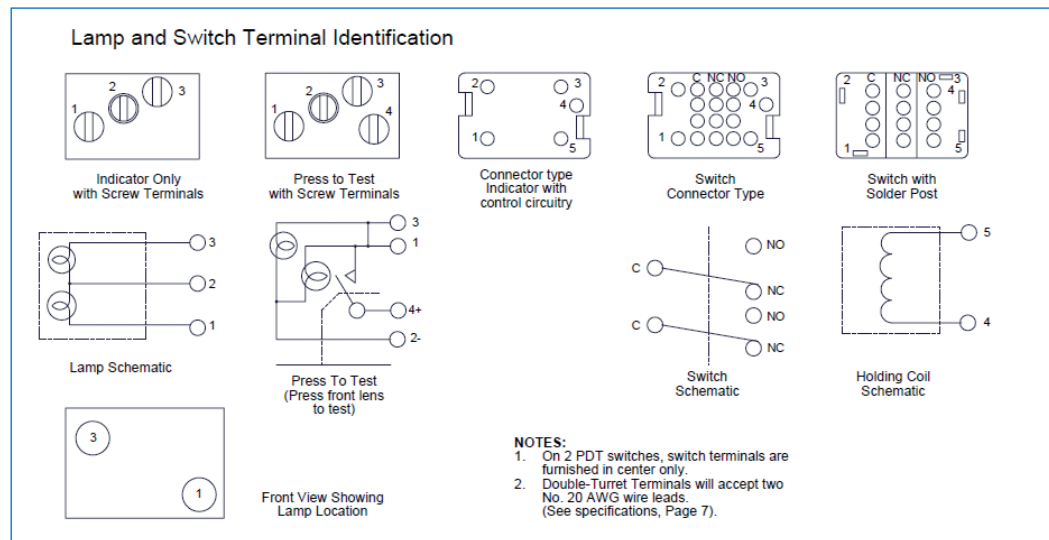 Lamp and Switch Terminal Identification
1
2
3
Indicator Only
with Screw Terminals
1
2
3
4
Press to Test
with Screw Terminals
2
3
4
1
5
Connector type
Indicator with
control circuitry
2
C NC NO
3
4
1
5
Switch
Connector Type
2
C
NC
NO
3
4
1
5
Switch with
Solder Post
3
2
1
Lamp Schematic
3
1
4+
2-
Press To Test
(Press front lens
to test)
NO
C
NC
NO
C
NC
Switch
Schematic
5
4
Holding Coil
Schematic
3
1
Front View Showing
Lamp Location
NOTES:
1. On 2 PDT switches, switch terminals are
furnished in center only.
2. Double-Turret Terminals will accept two
No. 20 AWG wire leads.
(See specifications, Page 7).